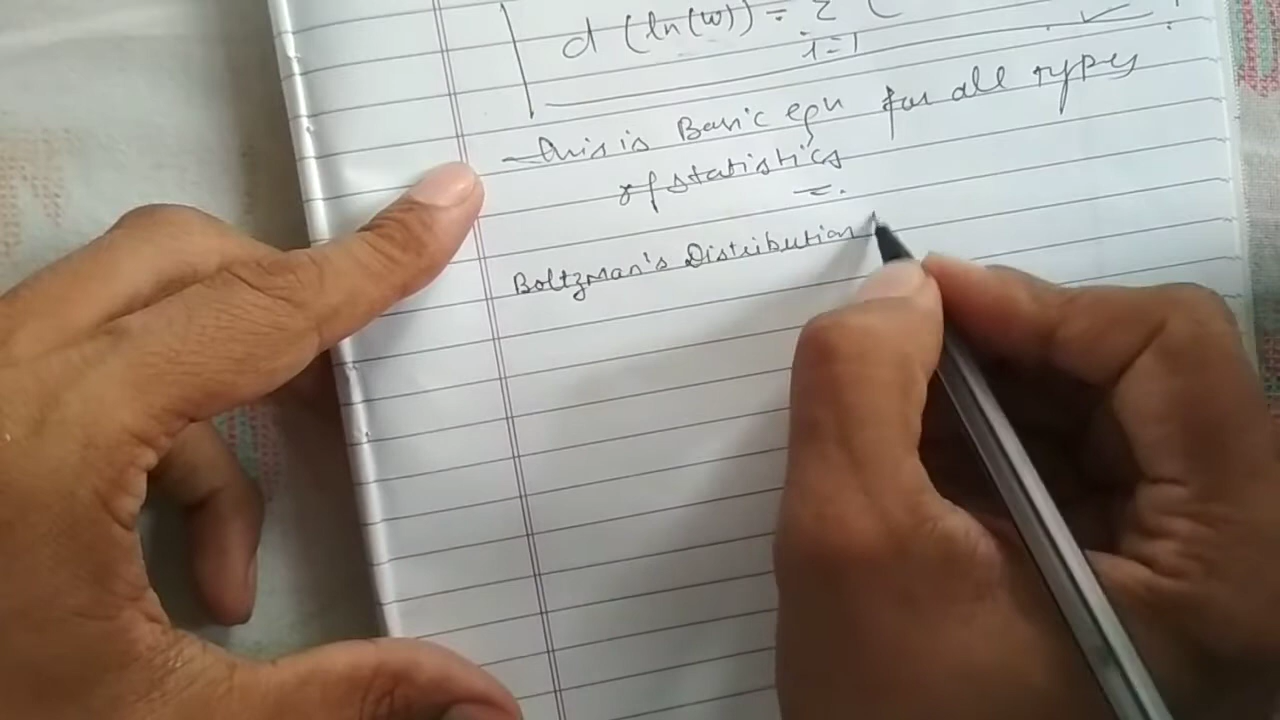 d (ln(w)) = Σ (
i=1
this is Basic eqn for all types
of statistics
Boltzman's Distribution